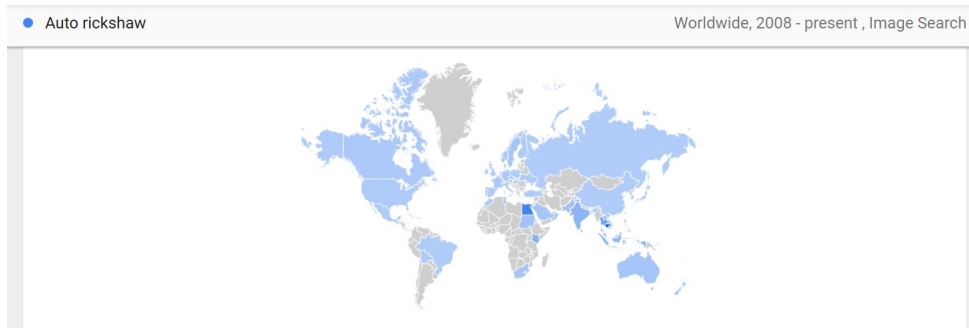 Auto rickshaw
Worldwide, 2008 - present , Image Search